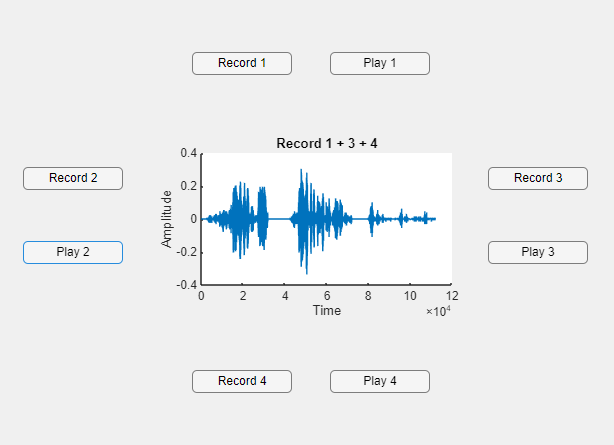 Record 1
Play 1
Record 2
Play 2
Record 1 + 3 + 4
Amplitude
0.4
0.2
0
-0.2
-0.4
0 2 4 6 8 10 12
Time
×10⁴
Record 3
Play 3
Record 4
Play 4